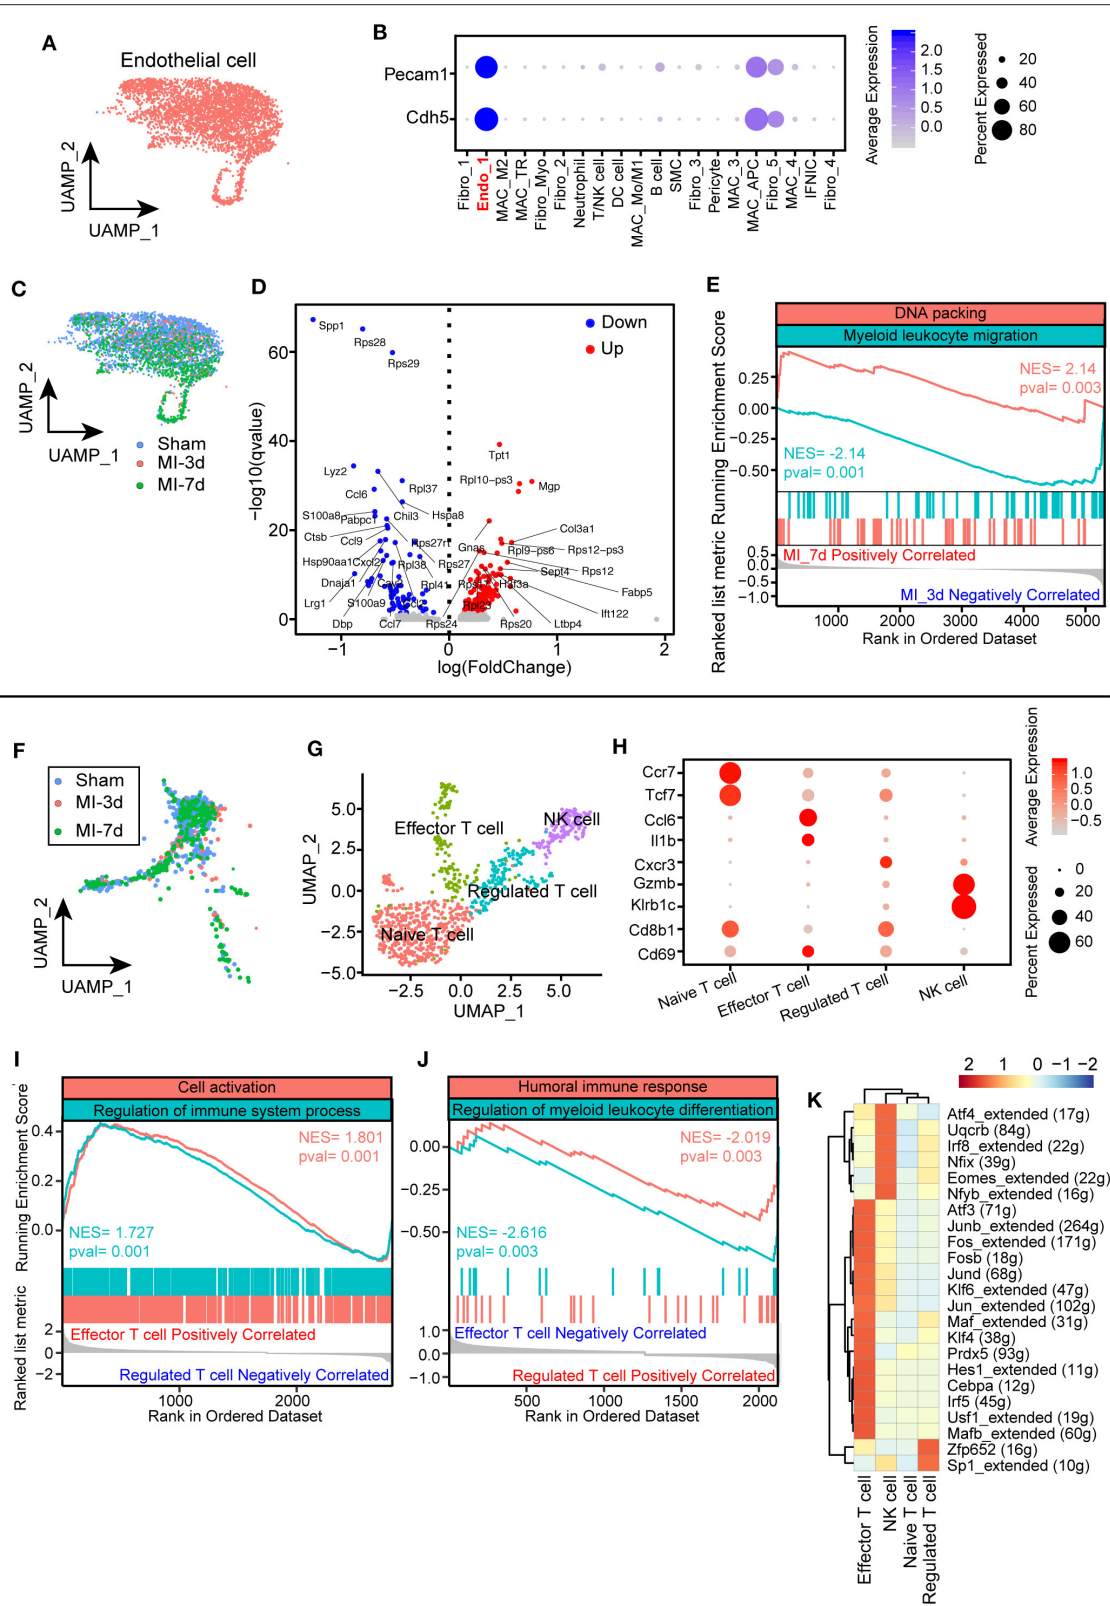 A
Endothelial cell
UAMP_2
UAMP_1
B
Pecam1
Cdh5
Fibro_1
Endo_1
MAC_M2
MAC_TR
Fibro_Myo
Fibro_2
Neutrophil
T/NK cell
DC cell
MAC_Mo/M1
B cell
SMC
Fibro_3
Pericyte
MAC_3
MAC_APC
Fibro_5
MAC_4
IFNIC
Fibro_4
Average Expression
2.0
1.5
1.0
0.5
0.0
Percent Expressed
20
40
60
80
C
UAMP_2
UAMP_1
Sham
MI-3d
MI-7d
D
−log10(qvalue)
60
40
20
0
−1
0
1
2
log(FoldChange)
Down
Up
Spp1
Rps28
Rps29
Tpt1
Lyz2
Rpl37
Rpl10−ps3
Mgp
Ccl6
S100a8
Pabpc1
Chil3
Hspa8
Col3a1
Ctsb
Ccl9
Rps27rt
Gnas
Rpl9−ps6
Rps12−ps3
Hsp90aa1
Cxcl2
Rpl38
Rps27
Sept4
Rps12
Dnaja1
Rpl41
Fabp5
Lrg1
S100a9
Rpl23
Ift122
Dbp
Ccl7
Rps24
Rps20
Ltbp4
E
DNA packing
Myeloid leukocyte migration
NES= 2.14
pval= 0.003
NES= -2.14
pval= 0.001
0.25
0.00
−0.25
−0.50
Ranked list metric Running Enrichment Score
MI_7d Positively Correlated
MI_3d Negatively Correlated
0.5
0.0
−0.5
−1.0
1000
2000
3000
4000
5000
Rank in Ordered Dataset
F
Sham
MI-3d
MI-7d
UAMP_2
UAMP_1
G
UMAP_2
5.0
2.5
0.0
−2.5
−5.0
Effector T cell
NK cell
Regulated T cell
Naive T cell
−2.5
0.0
2.5
5.0
UMAP_1
H
Ccr7
Tcf7
Ccl6
Il1b
Cxcr3
Gzmb
Klrb1c
Cd8b1
Cd69
Naive T cell
Effector T cell
Regulated T cell
NK cell
Average Expression
1.0
0.5
0.0
−0.5
Percent Expressed
0
20
40
60
I
Cell activation
Regulation of immune system process
NES= 1.801
pval= 0.001
NES= 1.727
pval= 0.001
0.4
0.2
0.0
Ranked list metric Running Enrichment Score
Effector T cell Positively Correlated
Regulated T cell Negatively Correlated
2
0
−2
1000
2000
Rank in Ordered Dataset
J
Humoral immune response
Regulation of myeloid leukocyte differentiation
NES= -2.019
pval= 0.003
NES= -2.616
pval= 0.003
0.00
−0.25
−0.50
Effector T cell Negatively Correlated
Regulated T cell Positively Correlated
1.0
0.0
−1.0
500
1000
1500
2000
Rank in Ordered Dataset
K
2 1 0 −1 −2
Atf4_extended (17g)
Uqcrb (84g)
Irf8_extended (22g)
Nfix (39g)
Eomes_extended (22g)
Nfyb_extended (16g)
Atf3 (71g)
Junb_extended (264g)
Fos_extended (171g)
Fosb (18g)
Jund (68g)
Klf6_extended (47g)
Jun_extended (102g)
Maf_extended (31g)
Klf4 (38g)
Prdx5 (93g)
Hes1_extended (11g)
Cebpa (12g)
Irf5 (45g)
Usf1_extended (19g)
Mafb_extended (60g)
Zfp652 (16g)
Sp1_extended (10g)
Effector T cell
NK cell
Naive T cell
Regulated T cell